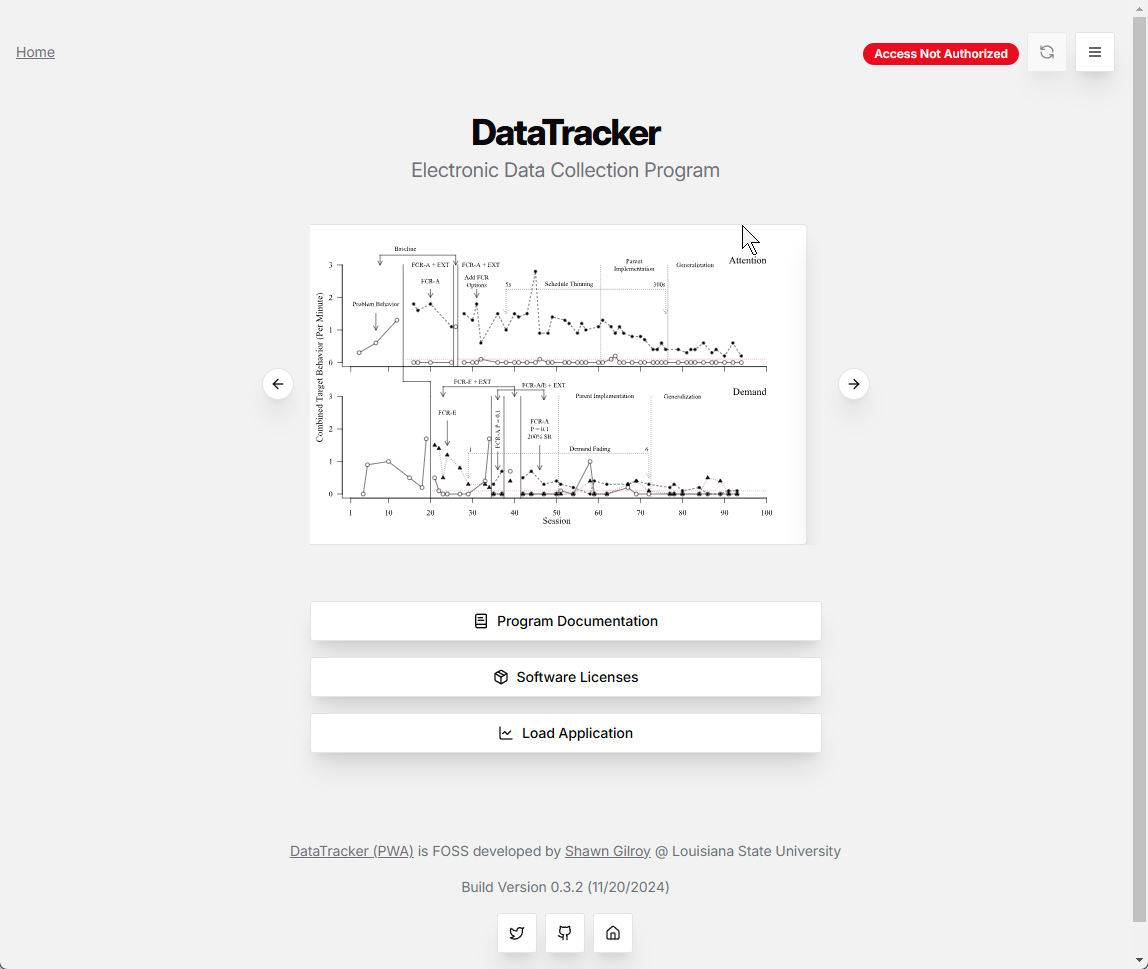 Home
Access Not Authorized
DataTracker
Electronic Data Collection Program
Baseline
FCR-A + EXT
FCR-A + EXT
Parent
Implementation
Generalization
Attention
FCR-A
Add FCR
Options
5s
Schedule Thinning
300s
Problem Behavior
3
2
1
0
Combined Target Behavior (Per Minute)
FCR-E + EXT
FCR-A/E + EXT
Parent Implementation
Generalization
Demand
FCR-E
FCR-A P = 0.1
FCR-A
P = 0.1
200% SR
1
Demand Fading
6
3
2
1
0
1 10 20 30 40 50 60 70 80 90 100
Session
Program Documentation
Software Licenses
Load Application
DataTracker (PWA) is FOSS developed by Shawn Gilroy @ Louisiana State University
Build Version 0.3.2 (11/20/2024)